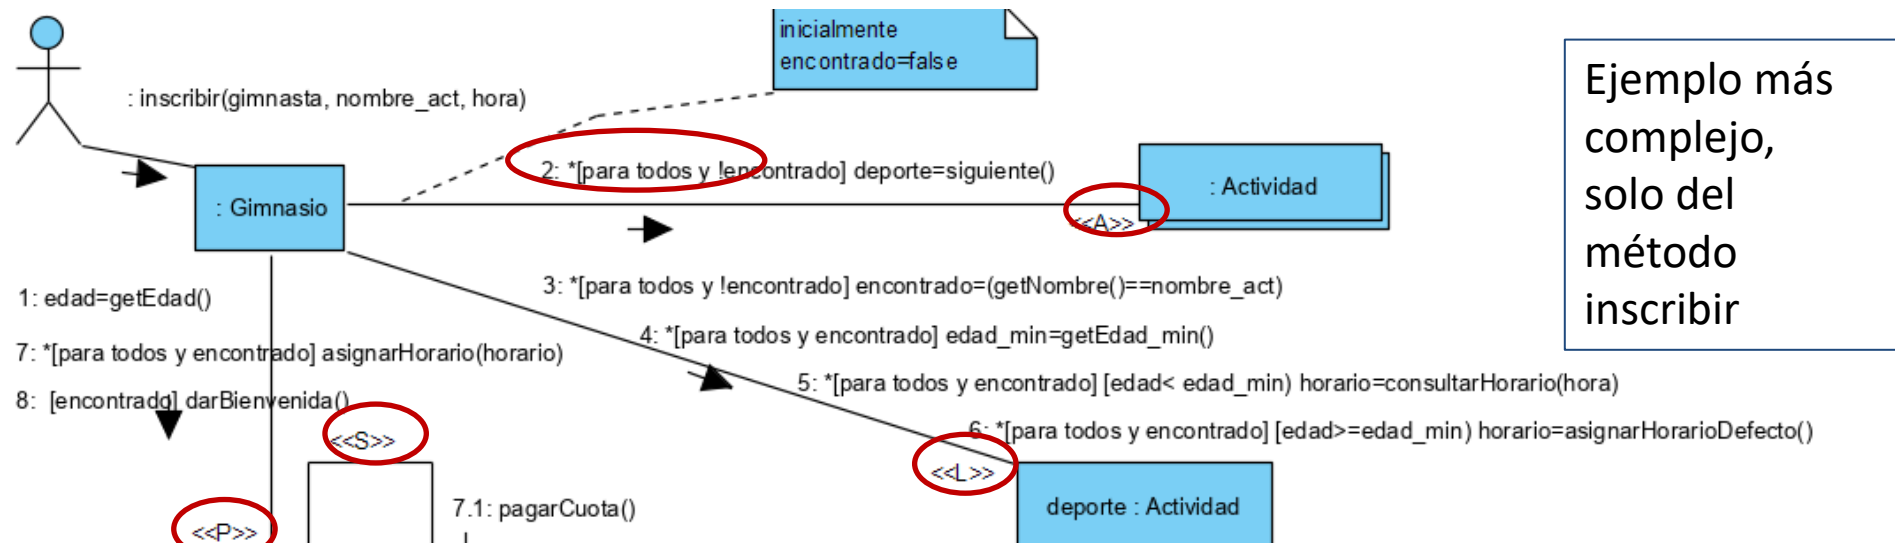 inicialmente
encontrado=false
: inscribir(gimnasta, nombre_act, hora)
Ejemplo más
complejo,
solo del
método
inscribir
2: *[para todos y !encontrado] deporte=siguiente()
: Actividad
: Gimnasio
<<A>>
1: edad=getEdad()
3: *[para todos y !encontrado] encontrado=(getNombre()==nombre_act)
4: *[para todos y encontrado] edad_min=getEdad_min()
7: *[para todos y encontrado] asignarHorario(horario)
5: *[para todos y encontrado] [edad< edad_min) horario=consultarHorario(hora)
8: [encontrado] darBienvenida()
6: *[para todos y encontrado] [edad>=edad_min) horario=asignarHorarioDefecto()
<<S>>
<<L>>
7.1: pagarCuota()
deporte : Actividad
<<P>>